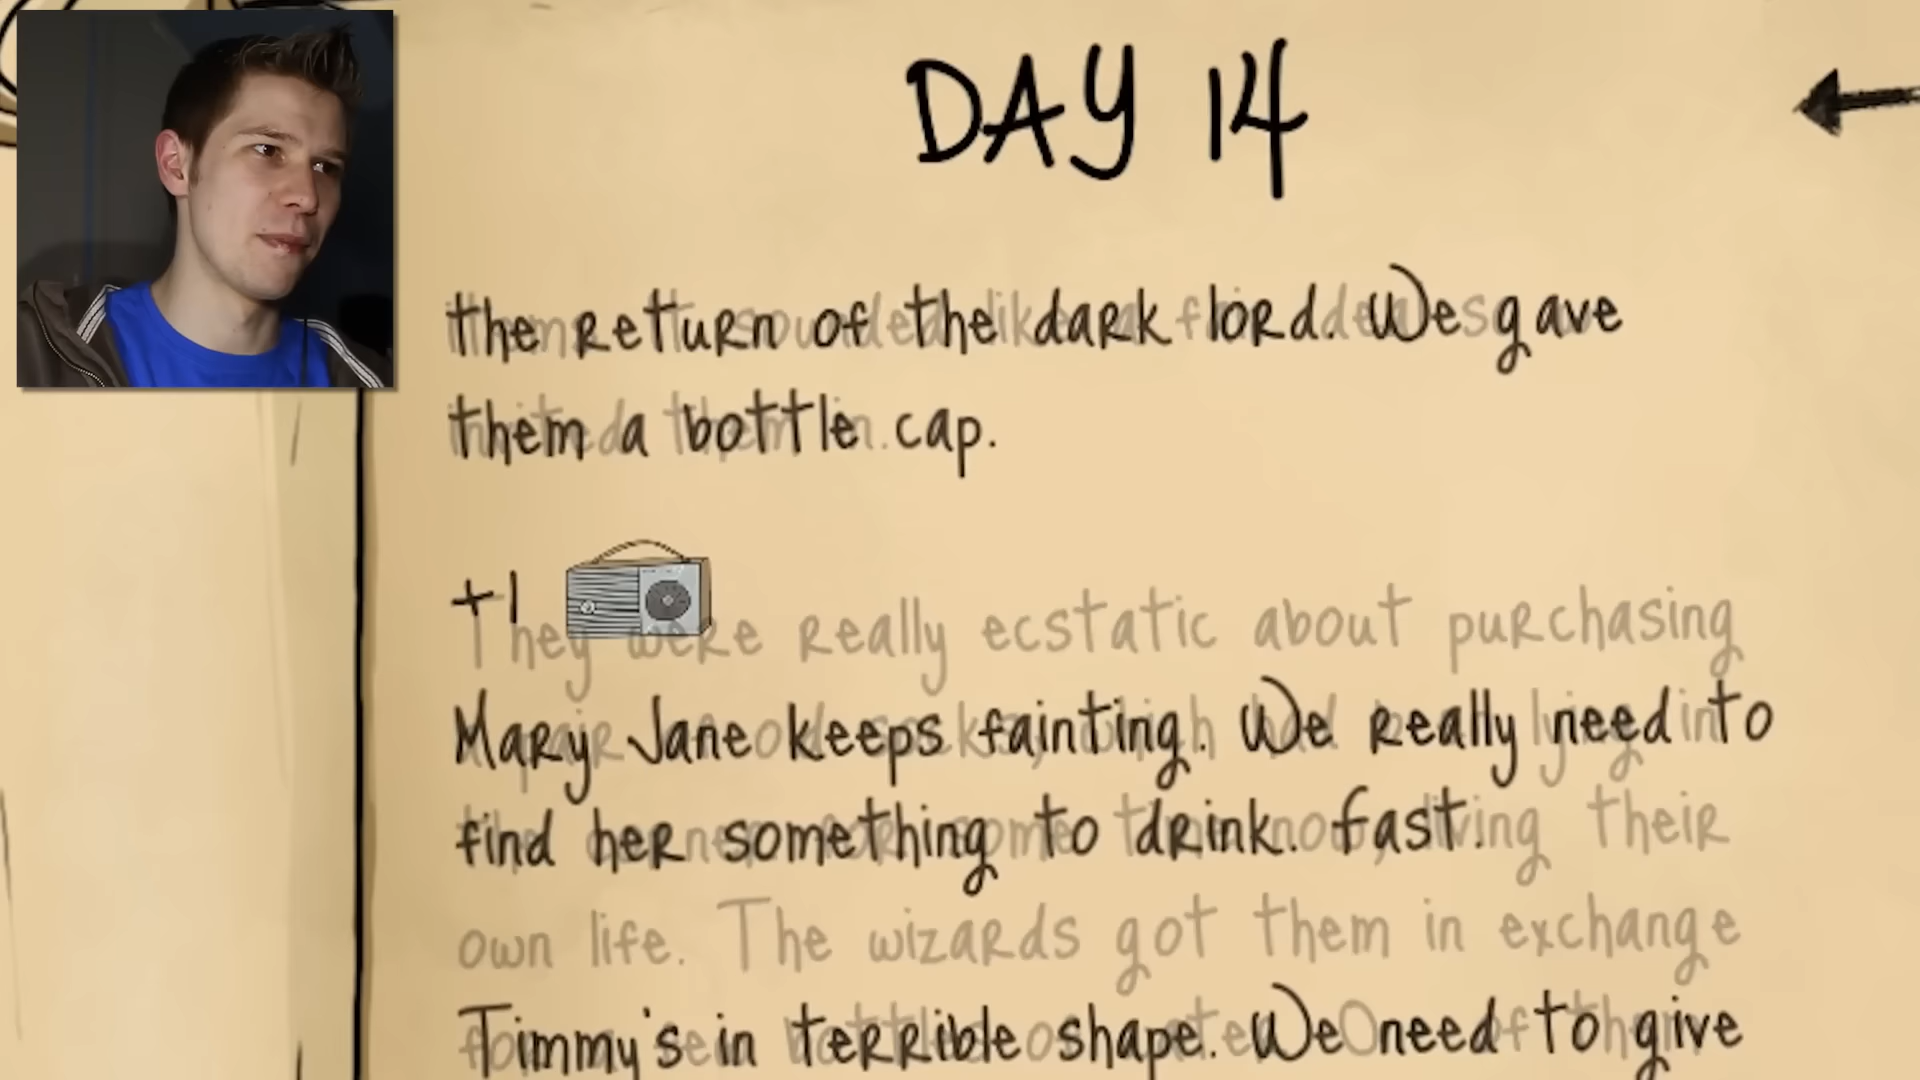 DAY 14
the return of the dark lord. We gave
them a bottle cap.
+1
They were really ecstatic about purchasing
Mary Jane keeps fainting. We really need to
find her something to drink. fast.
their
own life. The wizards got them in exchange
Timmy's in terrible shape. We need to give